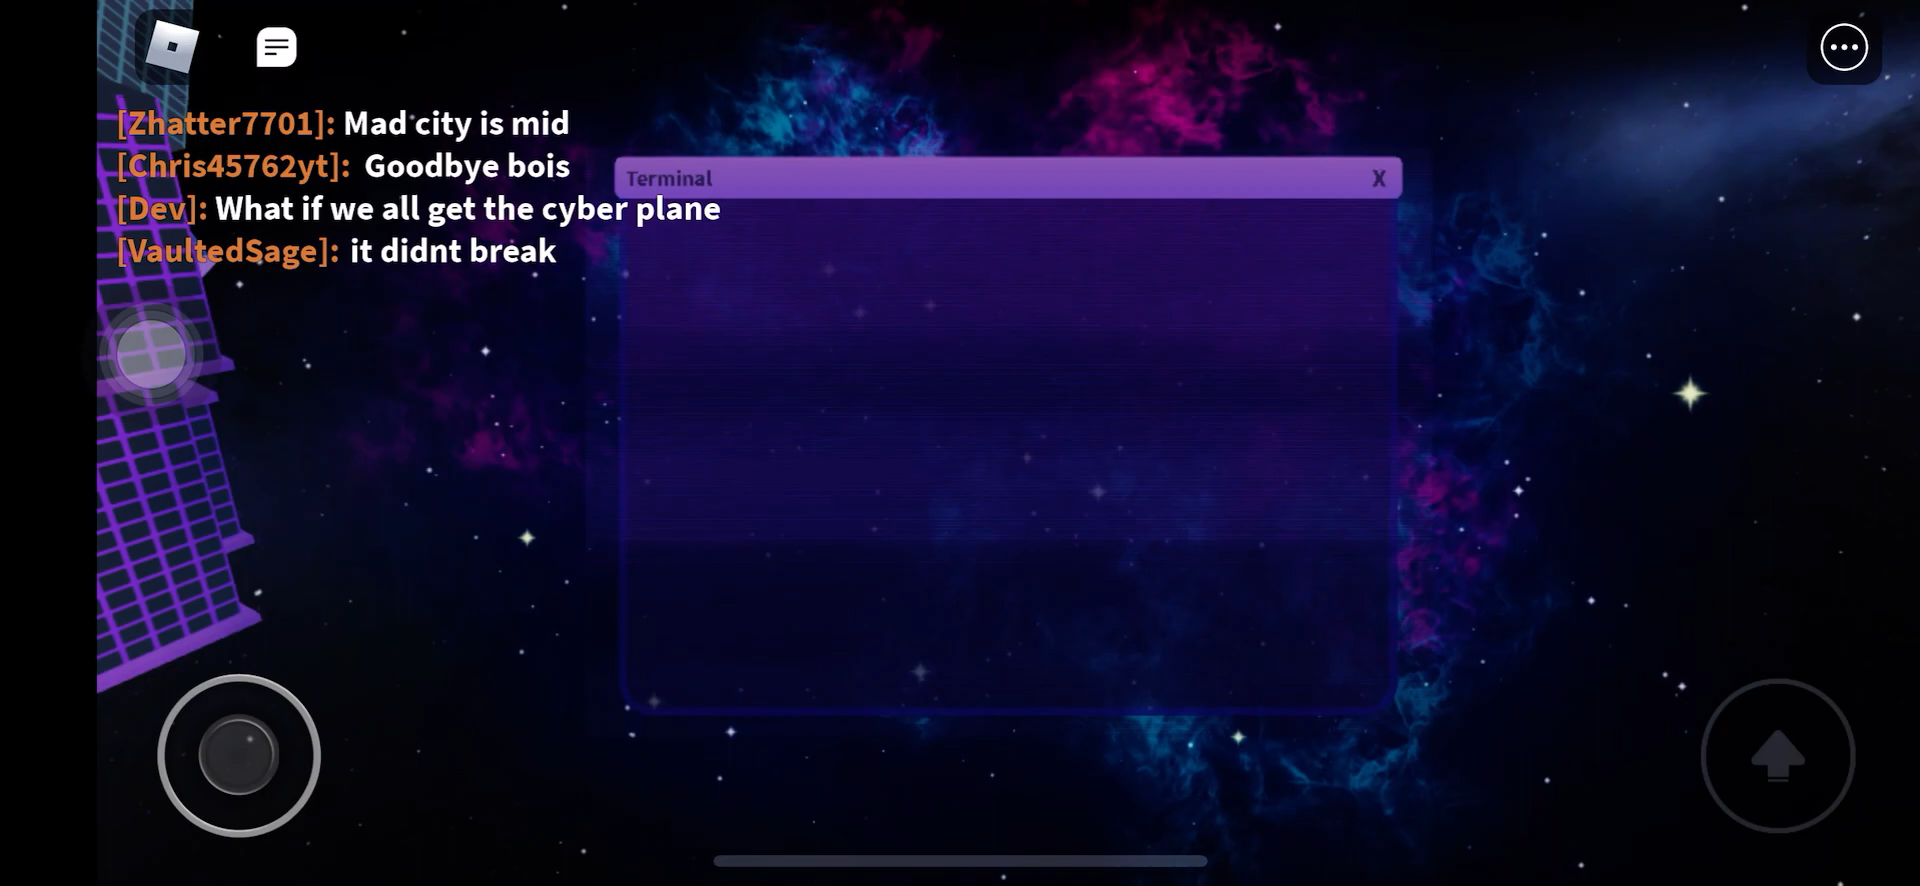 [Zhatter7701]: Mad city is mid
[Chris45762yt]: Goodbye bois
[Dev]: What if we all get the cyber plane
[VaultedSage]: it didnt break
Terminal X